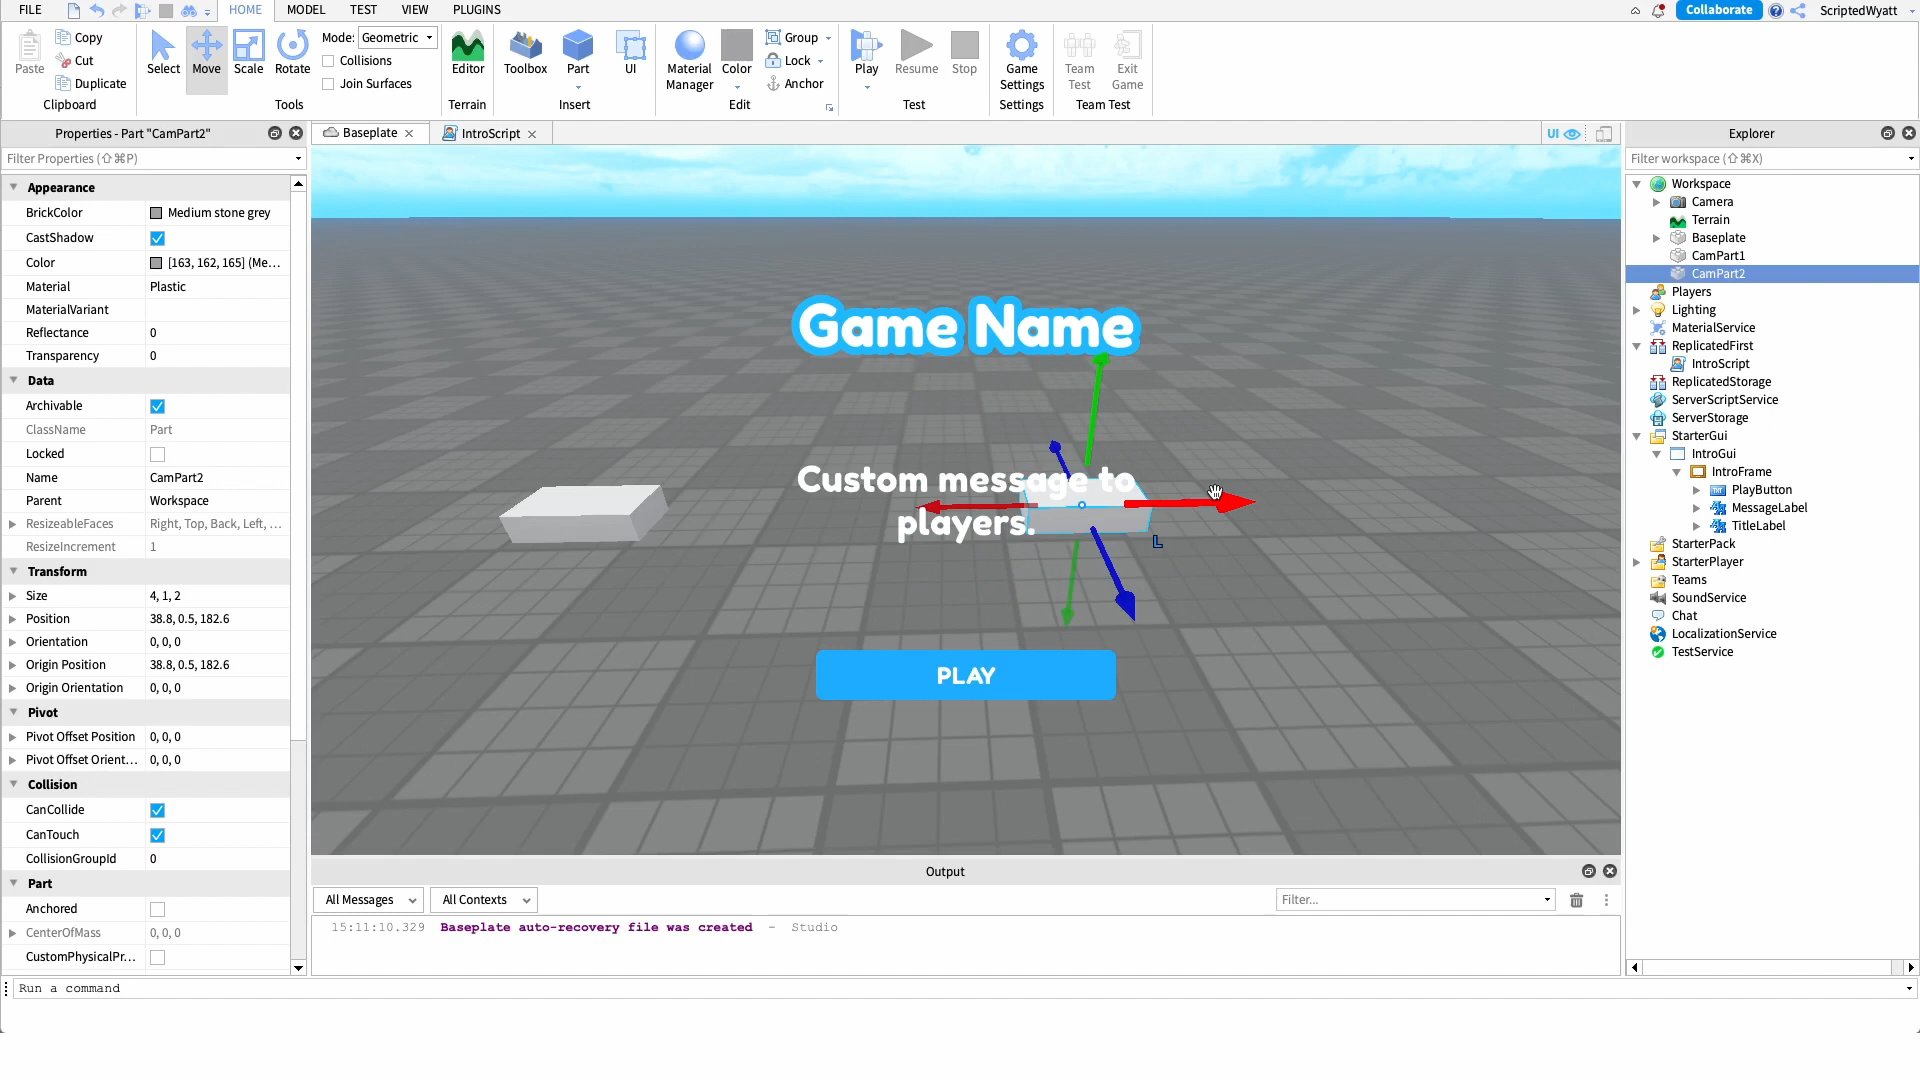 FILE HOME MODEL TEST VIEW PLUGINS Collaborate ScriptedWyatt
Paste
Copy
Cut
Duplicate
Clipboard
Select Move Scale Rotate
Mode: Geometric
Collisions
Join Surfaces
Tools
Editor
Terrain
Toolbox Part UI
Insert
Material Manager
Color
Group
Lock
Anchor
Edit
Play Resume Stop
Test
Game Settings
Settings
Team Test
Exit Game
Team Test
Properties - Part "CamPart2"
Filter Properties (⇧⌘P)
Appearance
BrickColor Medium stone grey
CastShadow
Color [163, 162, 165] (Me...
Material Plastic
MaterialVariant
Reflectance 0
Transparency 0
Data
Archivable
ClassName Part
Locked
Name CamPart2
Parent Workspace
ResizeableFaces Right, Top, Back, Left, ...
ResizeIncrement 1
Transform
Size 4, 1, 2
Position 38.8, 0.5, 182.6
Orientation 0, 0, 0
Origin Position 38.8, 0.5, 182.6
Origin Orientation 0, 0, 0
Pivot
Pivot Offset Position 0, 0, 0
Pivot Offset Orient... 0, 0, 0
Collision
CanCollide
CanTouch
CollisionGroupId 0
Part
Anchored
CenterOfMass 0, 0, 0
CustomPhysicalPr...
Baseplate IntroScript UI
Game Name
Custom message to
players.
L
PLAY
Output
All Messages All Contexts Filter...
15:11:10.329 Baseplate auto-recovery file was created - Studio
Explorer
Filter workspace (⇧⌘X)
Workspace
Camera
Terrain
Baseplate
CamPart1
CamPart2
Players
Lighting
MaterialService
ReplicatedFirst
IntroScript
ReplicatedStorage
ServerScriptService
ServerStorage
StarterGui
IntroGui
IntroFrame
PlayButton
MessageLabel
TitleLabel
StarterPack
StarterPlayer
Teams
SoundService
Chat
LocalizationService
TestService
Run a command